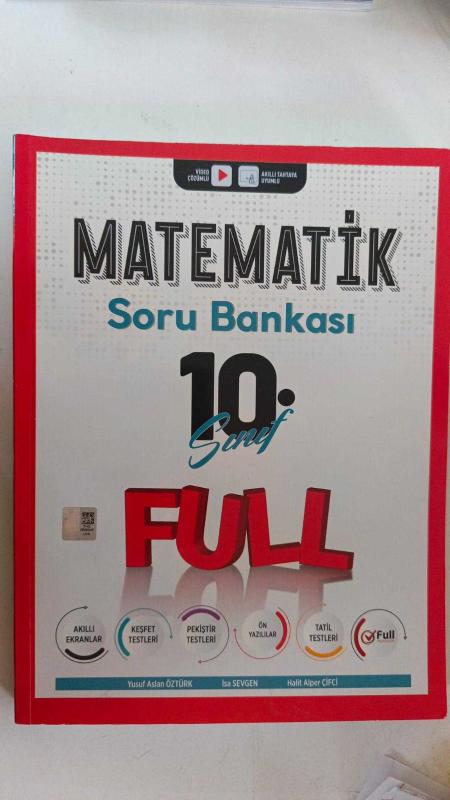 VİDEO ÇÖZÜMLÜ
AKILLI TAHTAYA UYUMLU
MATEMATİK
Soru Bankası
10.
Sınıf
FULL
AKILLI EKRANLAR
KEŞFET TESTLERİ
PEKİŞTİR TESTLERİ
ÖN YAZILILAR
TATİL TESTLERİ
Full
Yusuf Aslan ÖZTÜRK İsa SEVGEN Halit Alper ÇİFCİ